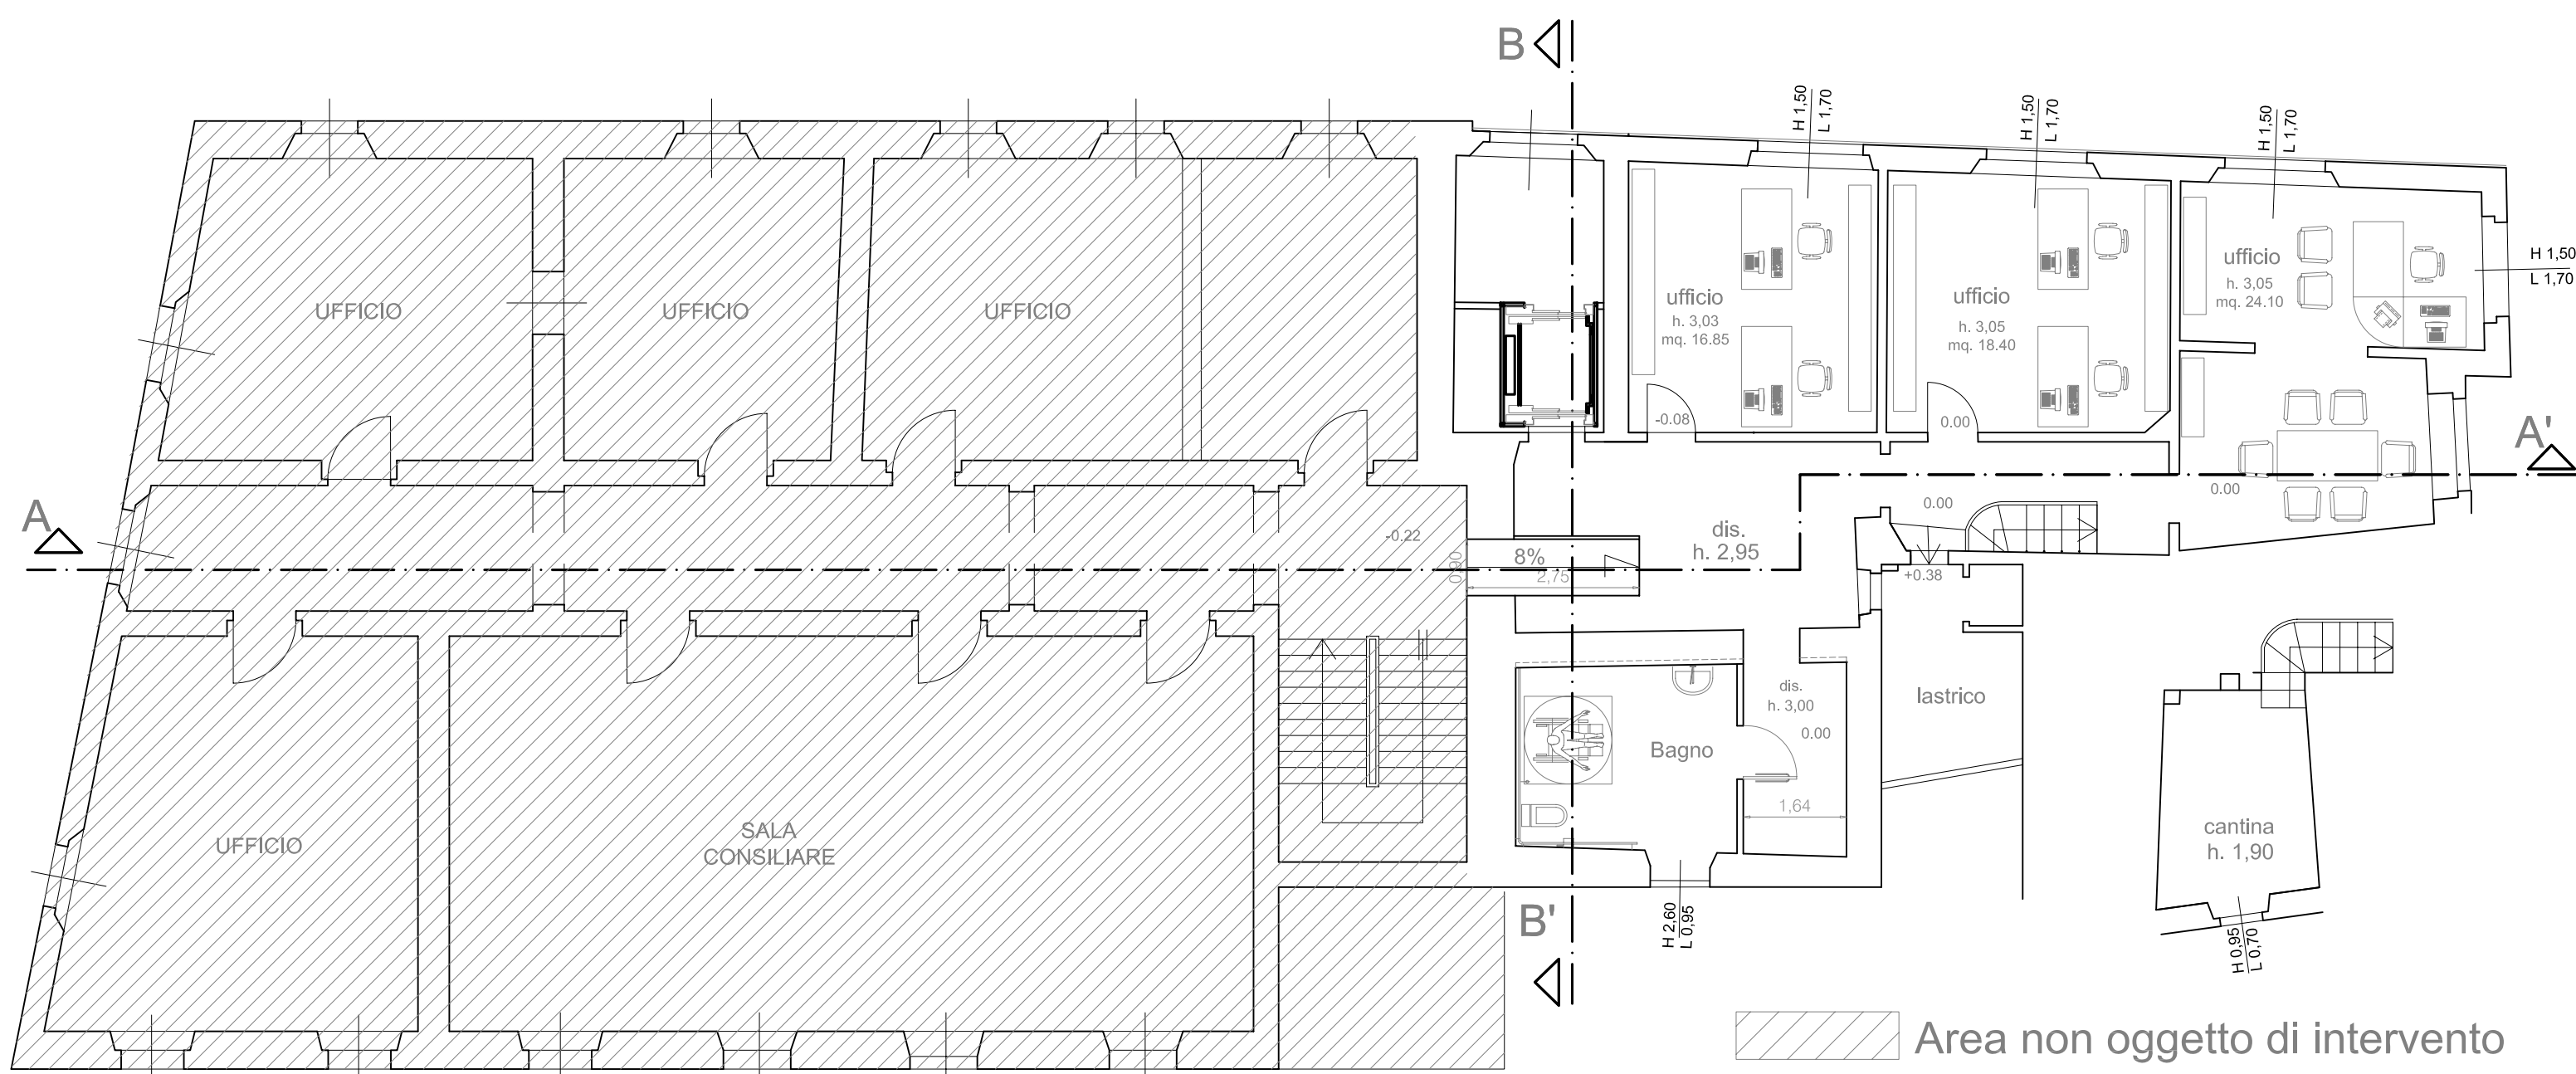 B
H 1,50
L 1,70
H 1,50
L 1,70
H 1,50
L 1,70
H 1,50
L 1,70
UFFICIO
UFFICIO
UFFICIO
ufficio
h. 3,03
mq. 16.85
ufficio
h. 3,05
mq. 18.40
ufficio
h. 3,05
mq. 24.10
-0.08
0.00
A'
A
-0.22
0.90
8%
2,75
dis.
h. 2,95
0.00
0.00
+0.38
lastrico
dis.
h. 3,00
0.00
Bagno
1,64
UFFICIO
SALA
CONSILIARE
cantina
h. 1,90
B'
H 2,60
L 0,95
H 0,95
L 0,70
Area non oggetto di intervento